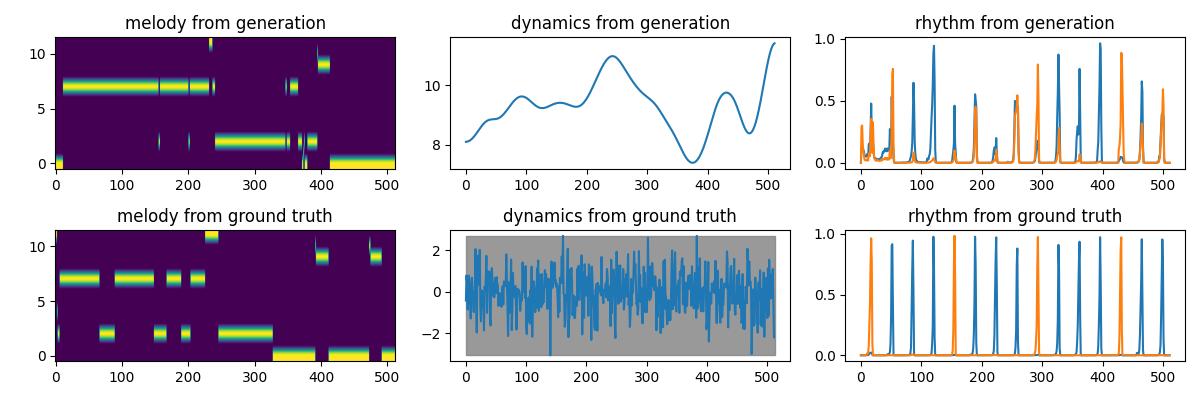 melody from generation
dynamics from generation
rhythm from generation
10
5
0
0 100 200 300 400 500
10
8
0 100 200 300 400 500
1.0
0.5
0.0
0 100 200 300 400 500
melody from ground truth
dynamics from ground truth
rhythm from ground truth
10
5
0
0 100 200 300 400 500
2
0
−2
0 100 200 300 400 500
1.0
0.5
0.0
0 100 200 300 400 500